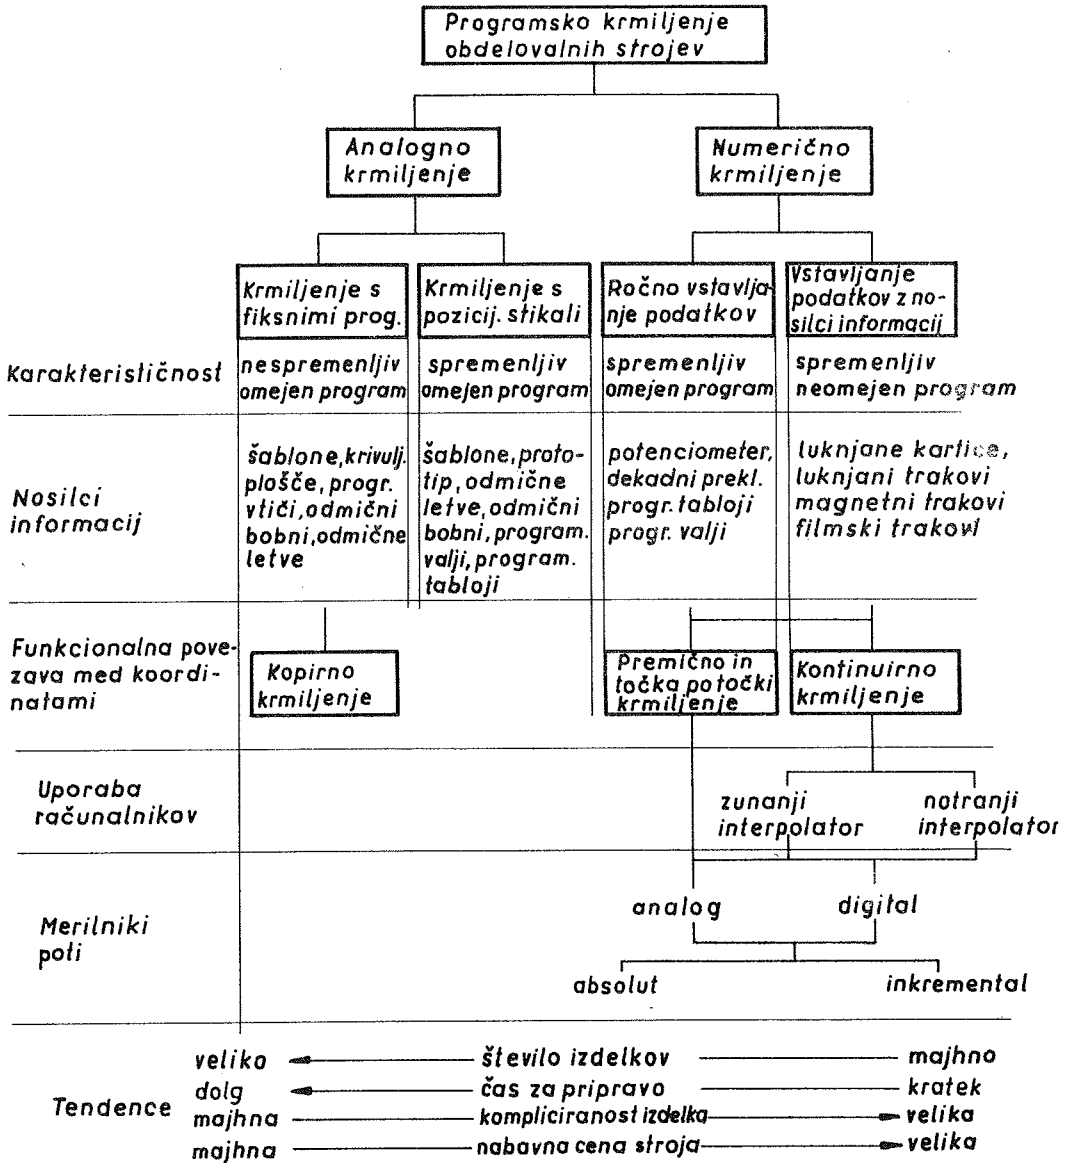 Programsko krmiljenje
obdelovalnih strojev
Analogno
krmiljenje
Numerično
krmiljenje
Krmiljenje s
fiksnimi prog.
Krmiljenje s
pozicij. stikali
Ročno vstavlja-
nje podatkov
Vstavljanje
podatkov z no-
silci informacij
Karakterističnost
nespremenljiv
omejen program
spremenljiv
omejen program
spremenljiv
omejen program
spremenljiv
neomejen program
Nosilci
informacij
šablone, krivulj.
plošče, progr.
vtiči, odmični
bobni, odmične
letve
šablone, proto-
tip, odmične
letve, odmični
bobni, program.
valji, program.
tabloji
potenciometer,
dekadni prekl.
progr. tabloji
progr. valji
luknjane kartice,
luknjani trakovi
magnetni trakovi
filmski trakovi
Funkcionalna pove-
zava med koordi-
natami
Kopirno
krmiljenje
Premično in
točka po točki
krmiljenje
Kontinuirno
krmiljenje
Uporaba
računalnikov
zunanji
interpolator
notranji
interpolator
Merilniki
poti
analog
digital
absolut
inkremental
Tendence
veliko število izdelkov majhno
dolg čas za pripravo kratek
majhna kompliciranost izdelka velika
majhna nabavna cena stroja velika